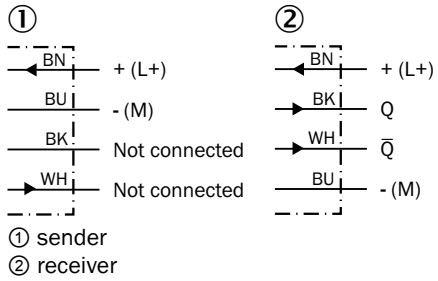 ① ②
BN + (L+) BN + (L+)
BU - (M) BK Q
BK Not connected WH Q̅
WH Not connected BU - (M)
① sender
② receiver